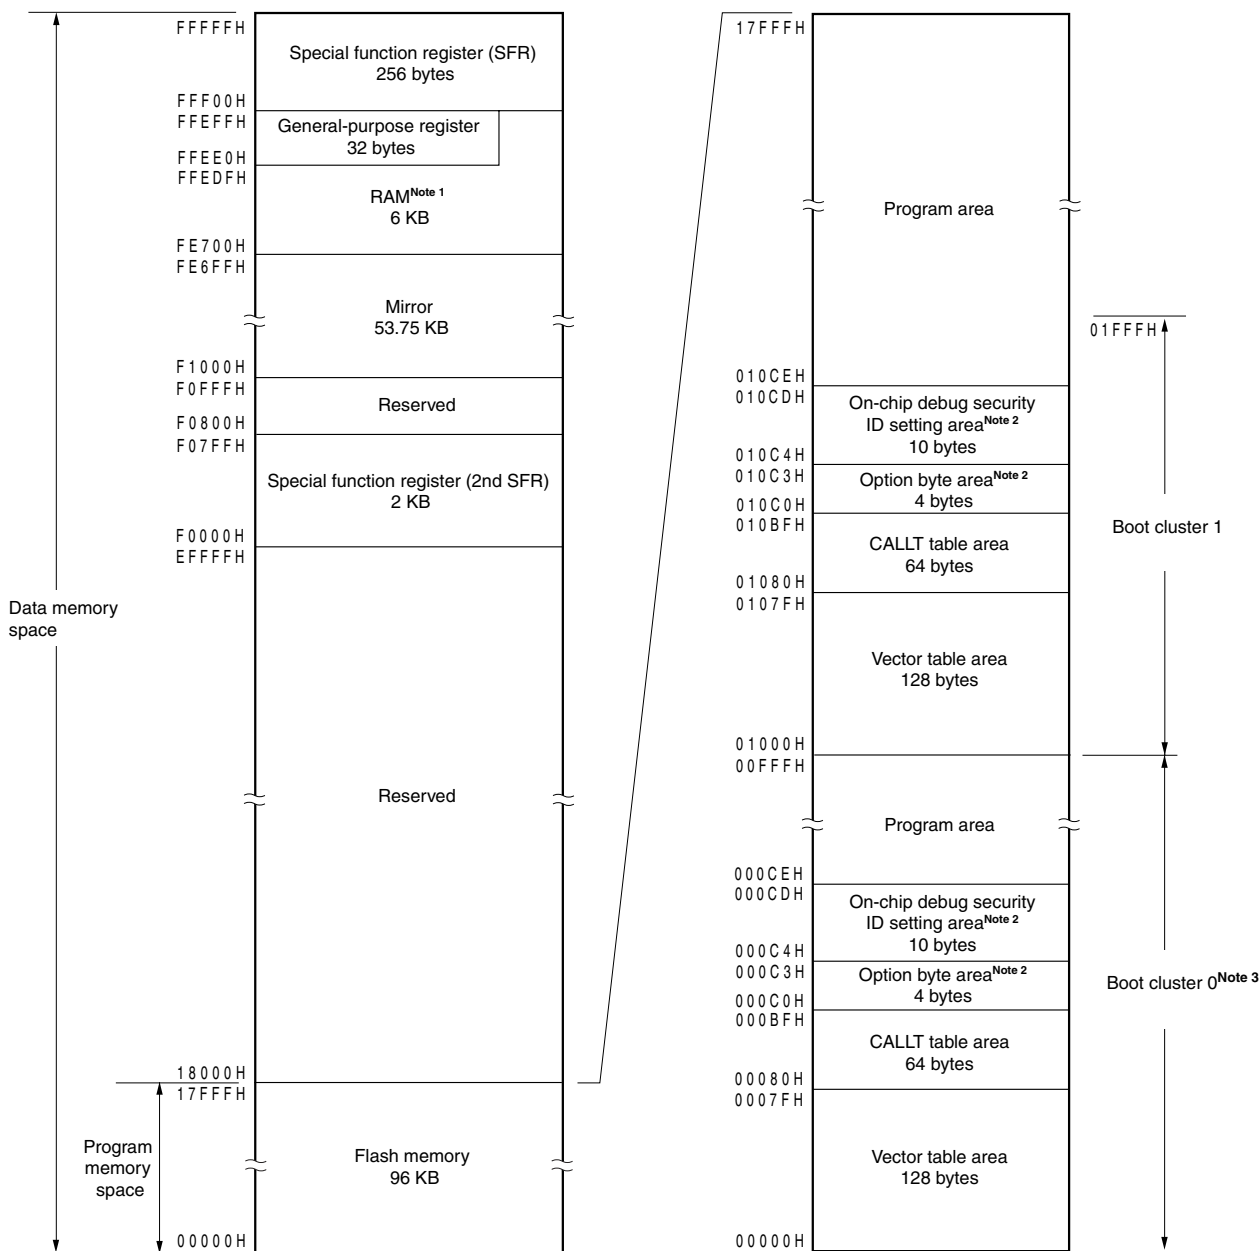 FFFFFH
Special function register (SFR)
256 bytes
FFF00H
FFEFFH
General-purpose register
32 bytes
FFEE0H
FFEDFH
RAMNote 1
6 KB
FE700H
FE6FFH
Mirror
53.75 KB
F1000H
F0FFFH
Reserved
F0800H
F07FFH
Special function register (2nd SFR)
2 KB
F0000H
EFFFFH
Data memory
space
Reserved
18000H
17FFFH
Program
memory
space
Flash memory
96 KB
00000H
17FFFH
Program area
01FFFH
010CEH
010CDH
On-chip debug security
ID setting areaNote 2
10 bytes
010C4H
010C3H
Option byte areaNote 2
4 bytes
010C0H
010BFH
Boot cluster 1
CALLT table area
64 bytes
01080H
0107FH
Vector table area
128 bytes
01000H
00FFFH
Program area
000CEH
000CDH
On-chip debug security
ID setting areaNote 2
10 bytes
000C4H
000C3H
Option byte areaNote 2
4 bytes
Boot cluster 0Note 3
000C0H
000BFH
CALLT table area
64 bytes
00080H
0007FH
Vector table area
128 bytes
00000H